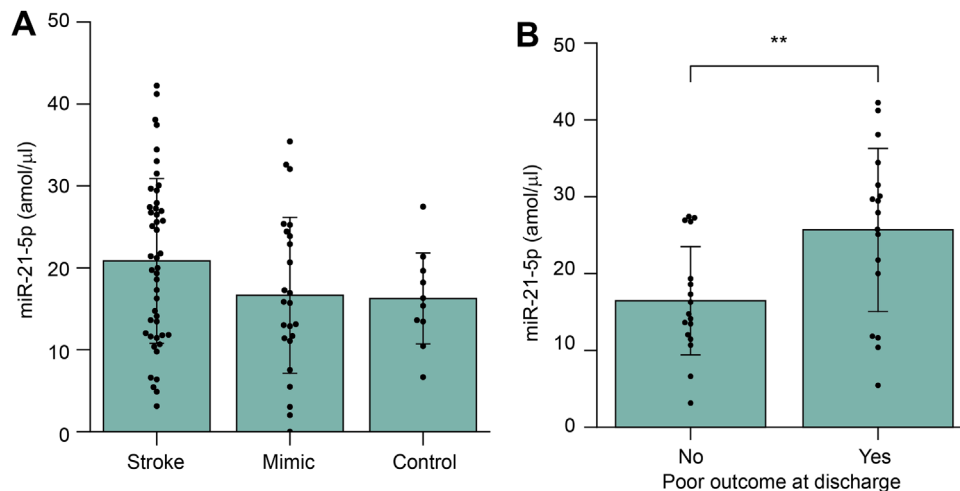 A
50
40
30
20
10
0
miR-21-5p (amol/µl)
Stroke Mimic Control
B
**
50
40
30
20
10
0
miR-21-5p (amol/µl)
No Yes
Poor outcome at discharge